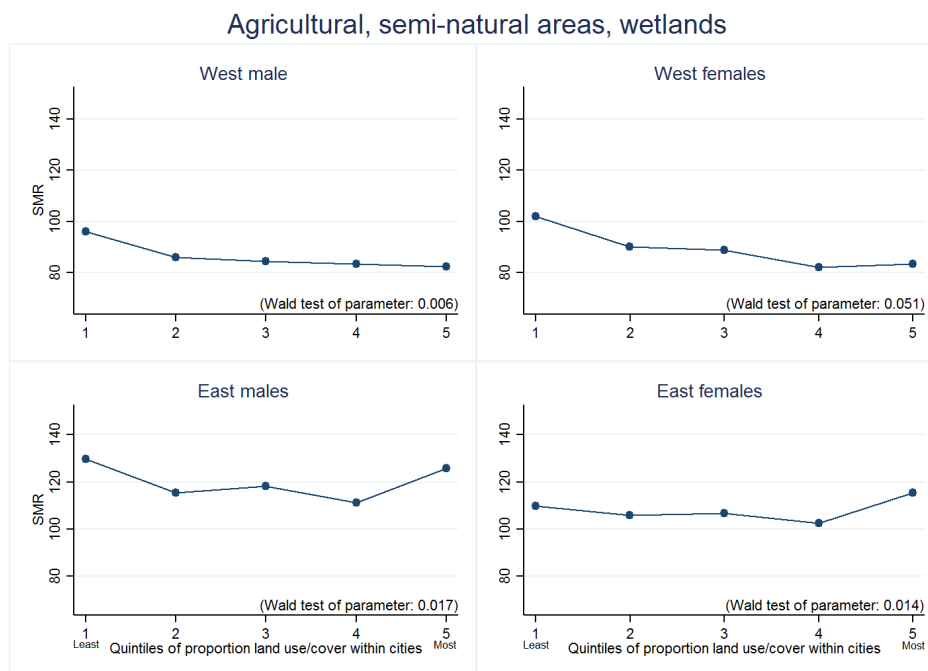 Agricultural, semi-natural areas, wetlands
West male
West females
140
120
100
80
SMR
(Wald test of parameter: 0.006)
1 2 3 4 5
140
120
100
80
(Wald test of parameter: 0.051)
1 2 3 4 5
East males
East females
140
120
100
80
SMR
(Wald test of parameter: 0.017)
1 2 3 4 5
Least Most
Quintiles of proportion land use/cover within cities
140
120
100
80
(Wald test of parameter: 0.014)
1 2 3 4 5
Least Most
Quintiles of proportion land use/cover within cities